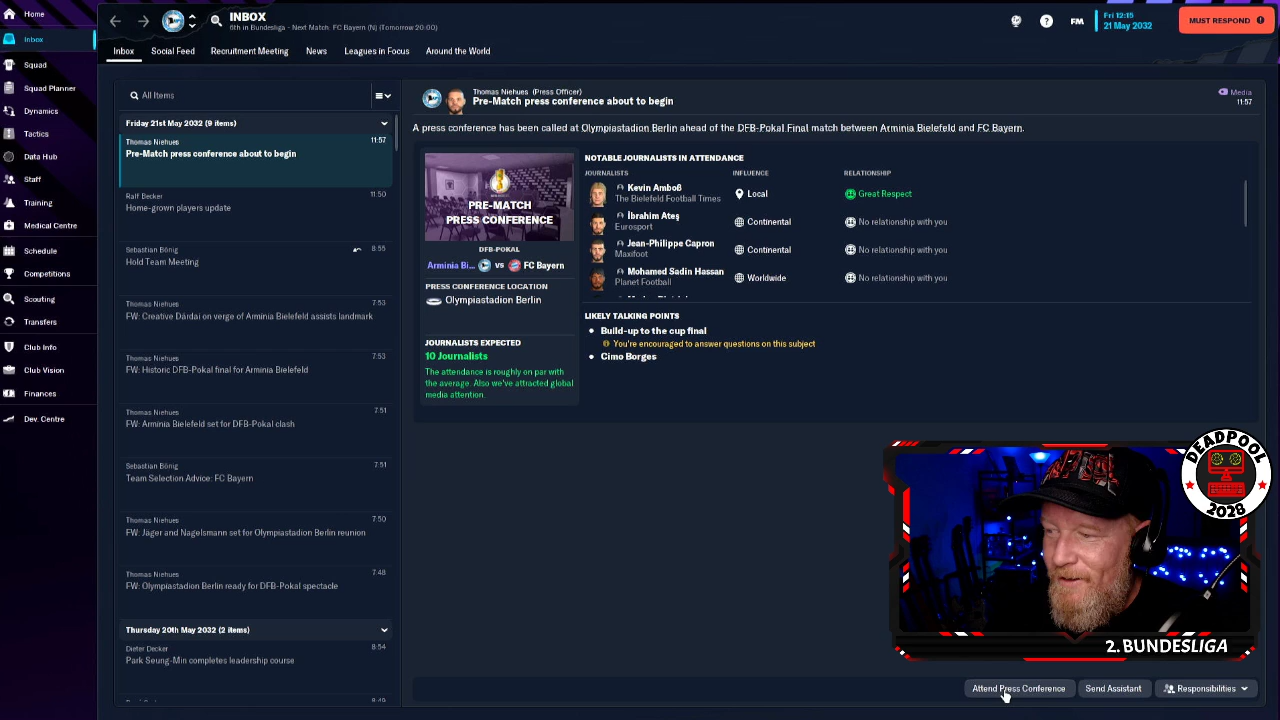 Home
Inbox
Squad
Squad Planner
Dynamics
Tactics
Data Hub
Staff
Training
Medical Centre
Schedule
Competitions
Scouting
Transfers
Club Info
Club Vision
Finances
Dev. Centre
INBOX
6th in Bundesliga - Next Match: FC Bayern (N) (Tomorrow 20:00)
FM
Fri 12:15
21 May 2032
MUST RESPOND
Inbox
Social Feed
Recruitment Meeting
News
Leagues in Focus
Around the World
All Items
Friday 21st May 2032 (9 items)
Thomas Niehues 11:57
Pre-Match press conference about to begin
Ralf Becker 11:50
Home-grown players update
Sebastian Bönig 8:55
Hold Team Meeting
Thomas Niehues 7:53
FW: Creative Dárdai on verge of Arminia Bielefeld assists landmark
Thomas Niehues 7:53
FW: Historic DFB-Pokal final for Arminia Bielefeld
Thomas Niehues 7:51
FW: Arminia Bielefeld set for DFB-Pokal clash
Sebastian Bönig 7:51
Team Selection Advice: FC Bayern
Thomas Niehues 7:50
FW: Jäger and Nagelsmann set for Olympiastadion Berlin reunion
Thomas Niehues 7:48
FW: Olympiastadion Berlin ready for DFB-Pokal spectacle
Thursday 20th May 2032 (2 items)
Dieter Decker 8:54
Park Seung-Min completes leadership course
8:49
Thomas Niehues (Press Officer)
Pre-Match press conference about to begin
Media
11:57
A press conference has been called at Olympiastadion Berlin ahead of the DFB-Pokal Final match between Arminia Bielefeld and FC Bayern.
PRE-MATCH
PRESS CONFERENCE
DFB-POKAL
Arminia Bi... vs FC Bayern
PRESS CONFERENCE LOCATION
Olympiastadion Berlin
JOURNALISTS EXPECTED
10 Journalists
The attendance is roughly on par with
the average. Also we've attracted global
media attention.
NOTABLE JOURNALISTS IN ATTENDANCE
JOURNALISTS INFLUENCE RELATIONSHIP
Kevin Amboß
The Bielefeld Football Times
Local
Great Respect
İbrahim Ateş
Eurosport
Continental
No relationship with you
Jean-Philippe Capron
Maxifoot
Continental
No relationship with you
Mohamed Sadin Hassan
Planet Football
Worldwide
No relationship with you
LIKELY TALKING POINTS
Build-up to the cup final
You're encouraged to answer questions on this subject
Cimo Borges
DEADPOOL
2028
2. BUNDESLIGA
Attend Press Conference
Send Assistant
Responsibilities